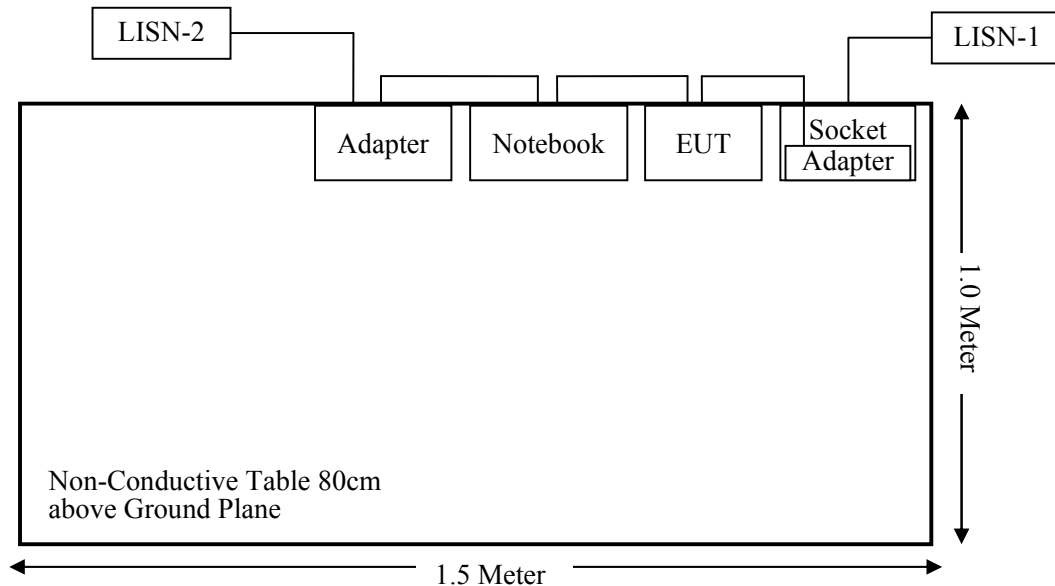 LISN-2
LISN-1
Adapter
Notebook
EUT
Socket
Adapter
1.0 Meter
Non-Conductive Table 80cm
above Ground Plane
1.5 Meter